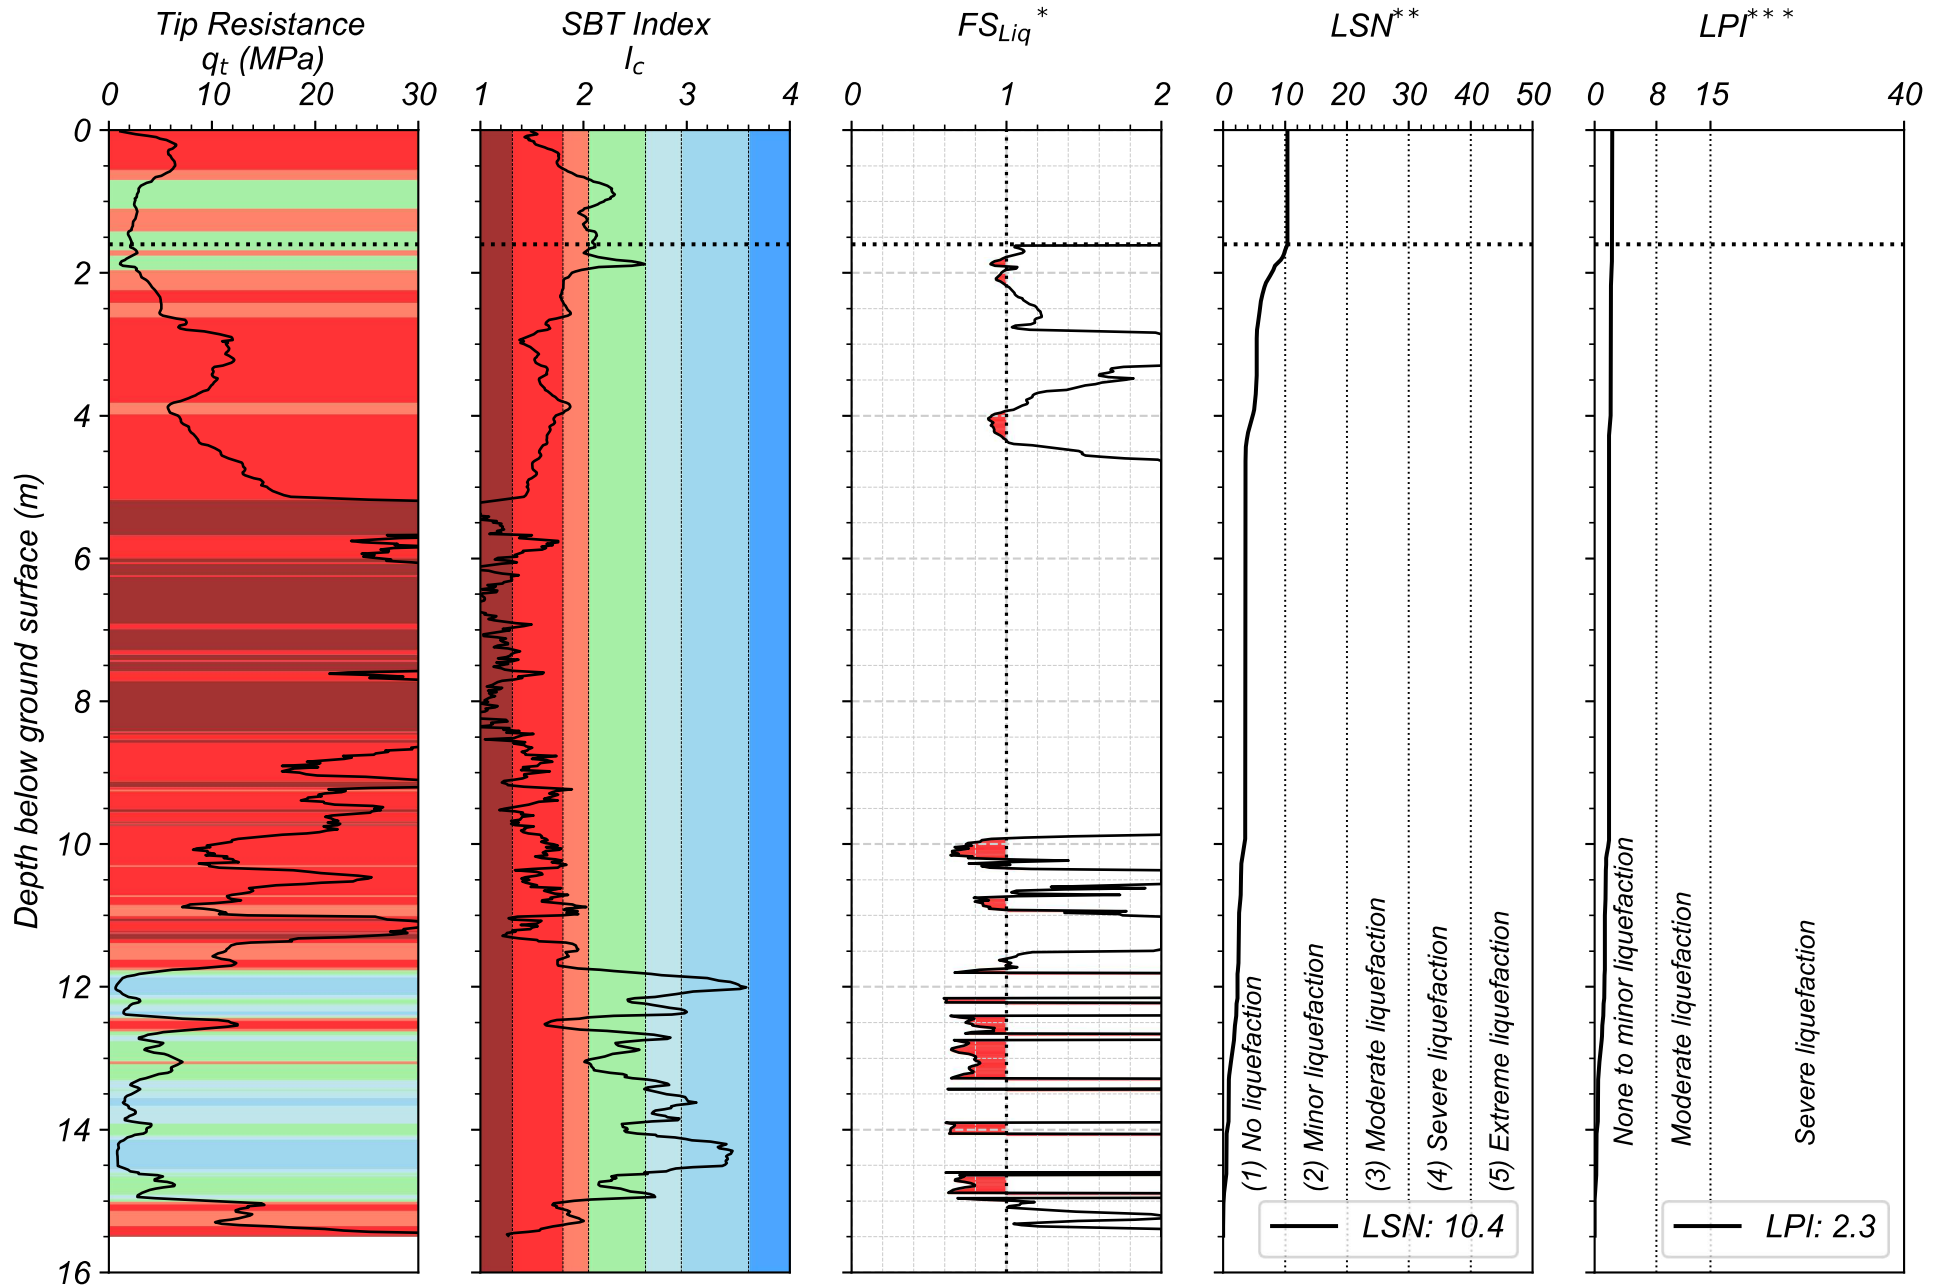 Tip Resistance
q_t (MPa)
0 10 20 30
SBT Index
I_c
1 2 3 4
FS_Liq *
0 1 2
LSN**
0 10 20 30 40 50
LPI***
0 8 15 40
Depth below ground surface (m)
0
2
4
6
8
10
12
14
16
(1) No liquefaction
(2) Minor liquefaction
(3) Moderate liquefaction
(4) Severe liquefaction
(5) Extreme liquefaction
LSN: 10.4
None to minor liquefaction
Moderate liquefaction
Severe liquefaction
LPI: 2.3